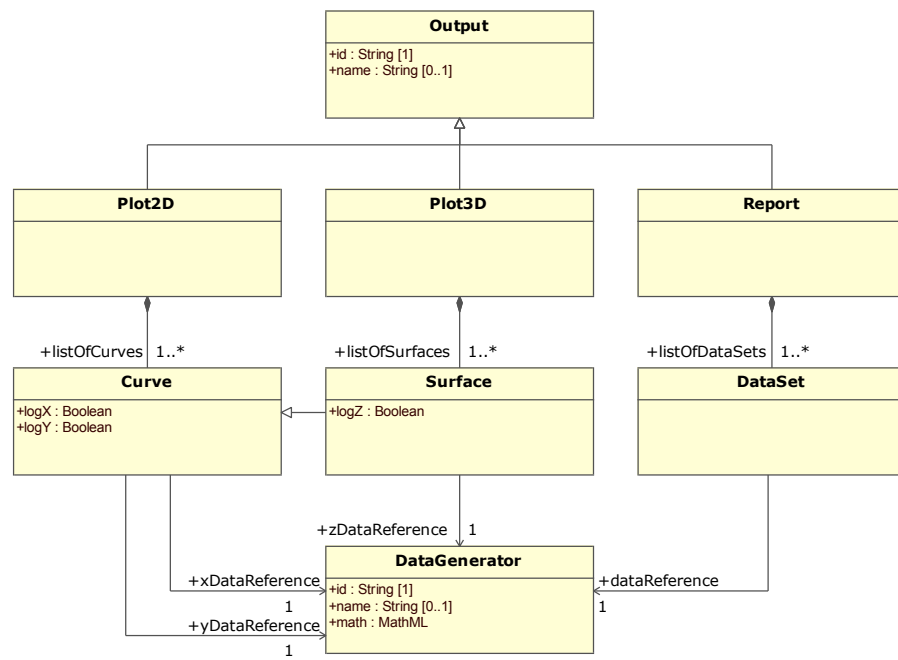 Output
+id : String [1]
+name : String [0..1]
Plot2D
Plot3D
Report
+listOfCurves 1..*
+listOfSurfaces 1..*
+listOfDataSets 1..*
Curve
+logX : Boolean
+logY : Boolean
Surface
+logZ : Boolean
DataSet
+zDataReference 1
DataGenerator
+id : String [1]
+name : String [0..1]
+math : MathML
+xDataReference
1
+yDataReference
1
+dataReference
1